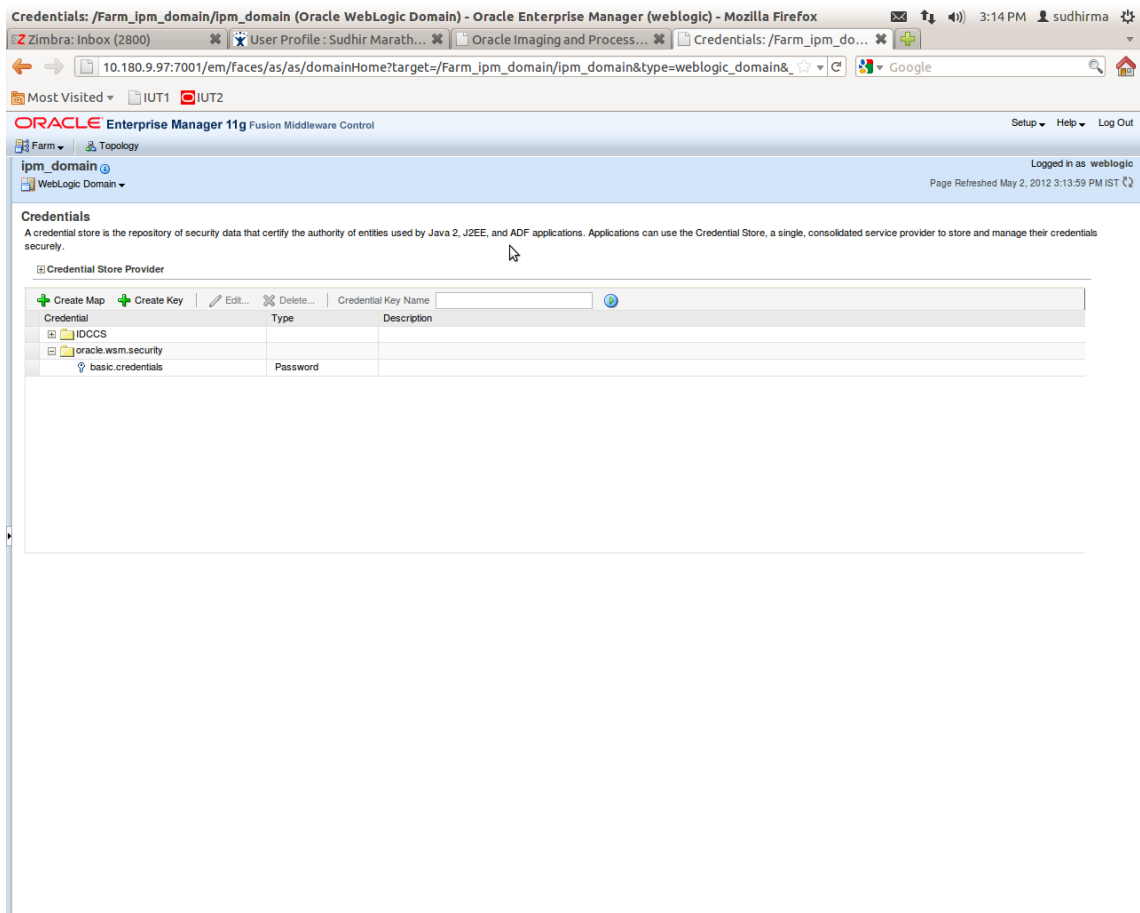 Credentials: /Farm_ipm_domain/ipm_domain (Oracle WebLogic Domain) - Oracle Enterprise Manager (weblogic) - Mozilla Firefox 3:14 PM sudhirma
Zimbra: Inbox (2800) User Profile : Sudhir Marath... Oracle Imaging and Process... Credentials: /Farm_ipm_do...
10.180.9.97:7001/em/faces/as/as/domainHome?target=/Farm_ipm_domain/ipm_domain&type=weblogic_domain&_ Google
Most Visited IUT1 IUT2
ORACLE Enterprise Manager 11g Fusion Middleware Control Setup Help Log Out
Farm Topology
ipm_domain Logged in as weblogic
WebLogic Domain Page Refreshed May 2, 2012 3:13:59 PM IST
Credentials
A credential store is the repository of security data that certify the authority of entities used by Java 2, J2EE, and ADF applications. Applications can use the Credential Store, a single, consolidated service provider to store and manage their credentials
securely.
Credential Store Provider
Create Map Create Key Edit... Delete... Credential Key Name
Credential Type Description
IDCCS
oracle.wsm.security
basic.credentials Password